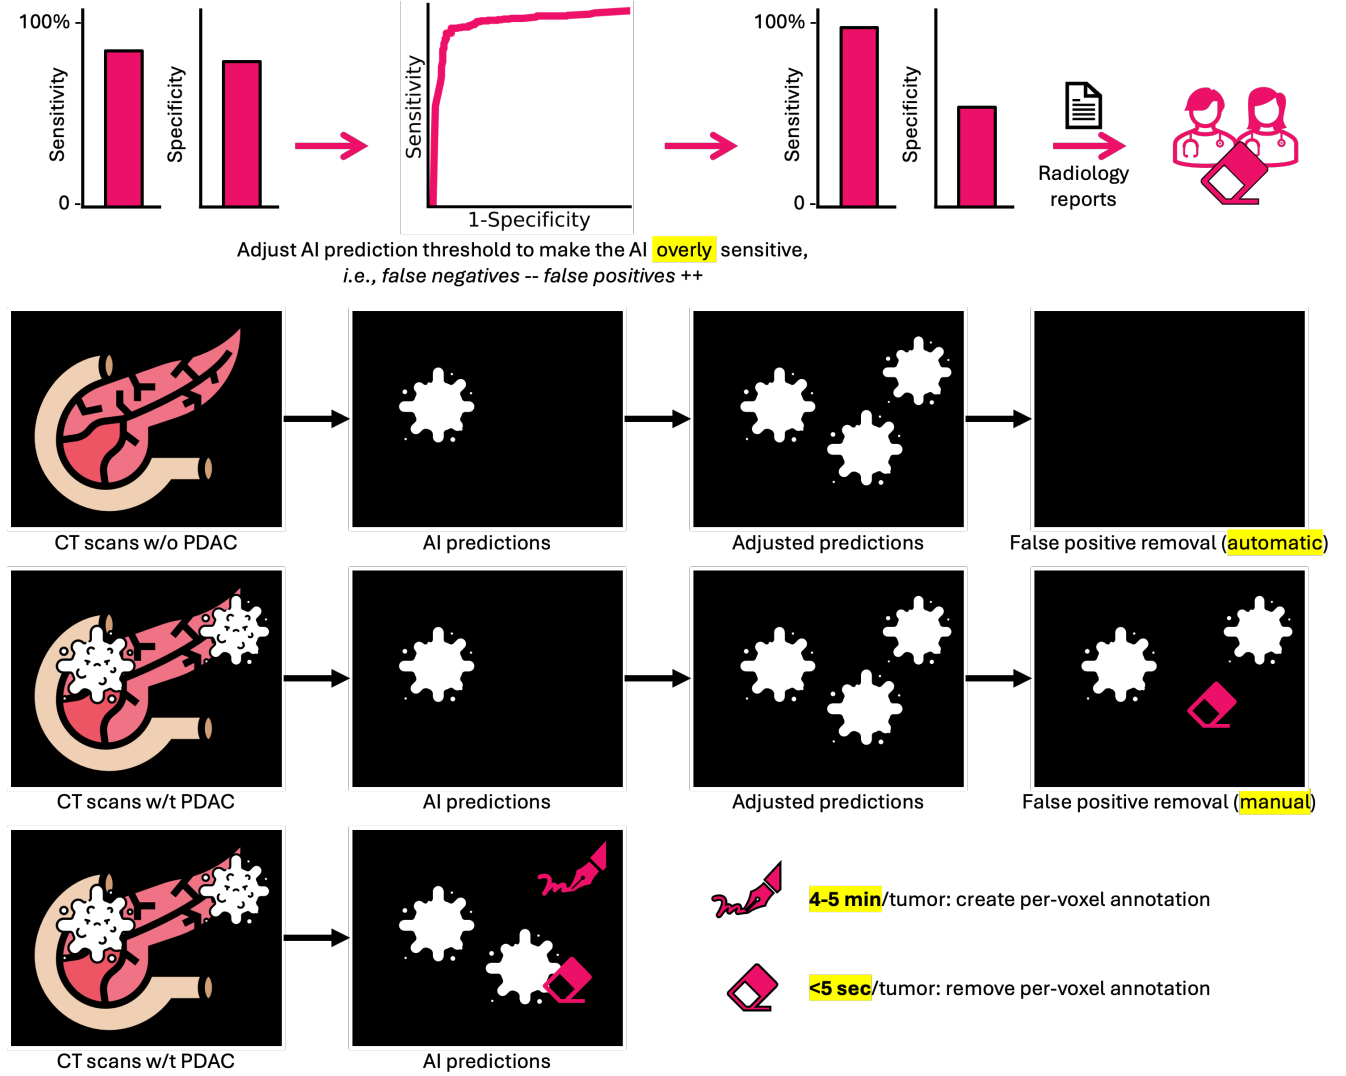 100%
0
Sensitivity
Specificity
Sensitivity
1-Specificity
100%
0
Sensitivity
Specificity
Radiology
reports
Adjust AI prediction threshold to make the AI overly sensitive,
i.e., false negatives -- false positives ++
CT scans w/o PDAC
AI predictions
Adjusted predictions
False positive removal (automatic)
CT scans w/t PDAC
AI predictions
Adjusted predictions
False positive removal (manual)
4-5 min/tumor: create per-voxel annotation
<5 sec/tumor: remove per-voxel annotation
CT scans w/t PDAC
AI predictions